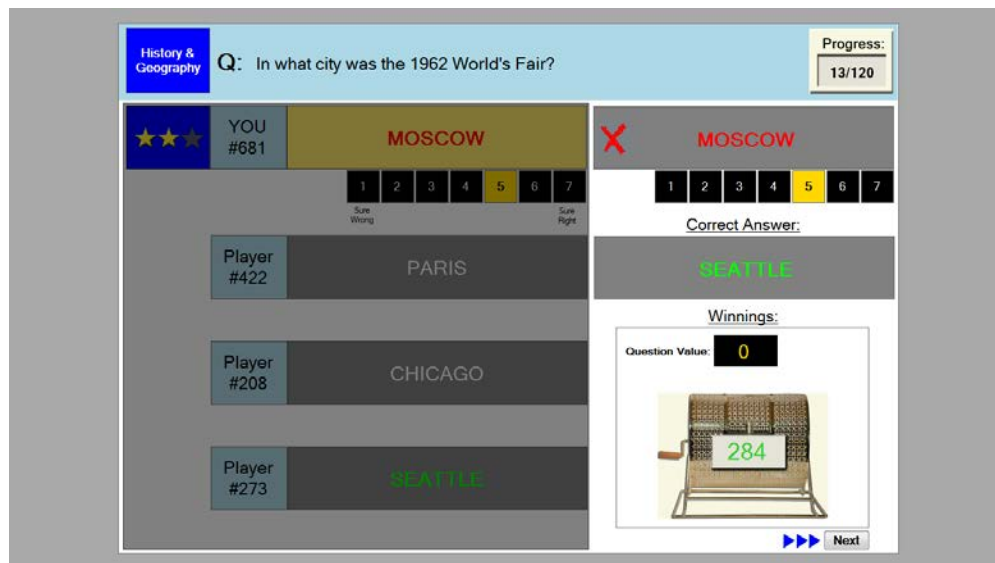 History &
Geography
Q: In what city was the 1962 World's Fair?
Progress:
13/120
YOU
#681
MOSCOW
1 2 3 4 5 6 7
Sure
Wrong
Sure
Right
Player
#422
PARIS
Player
#208
CHICAGO
Player
#273
SEATTLE
MOSCOW
1 2 3 4 5 6 7
Correct Answer:
SEATTLE
Winnings:
Question Value: 0
284
Next